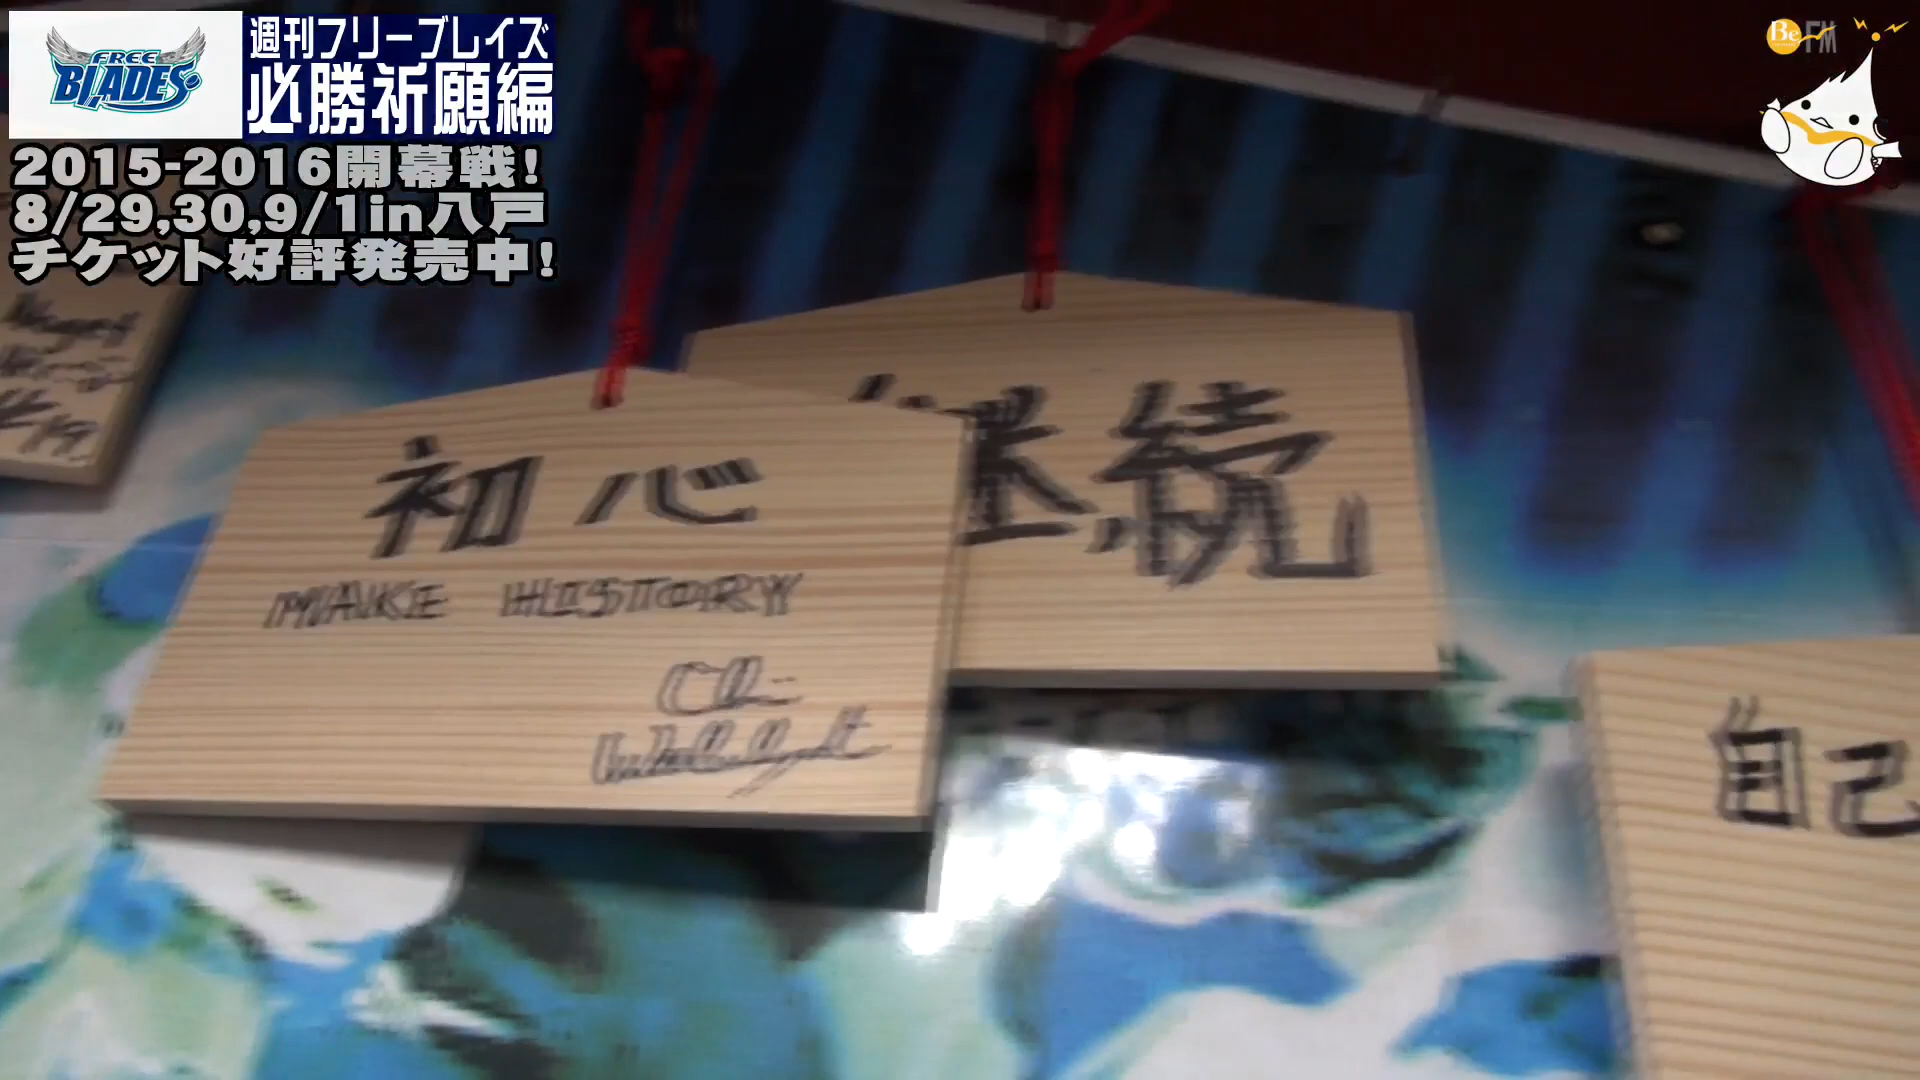 FREE
BLADES
週刊フリーブレイズ
必勝祈願編
2015-2016開幕戦!
8/29,30,9/1in八戸
チケット好評発売中!
Be FM
初心
MAKE HISTORY
継続
自己